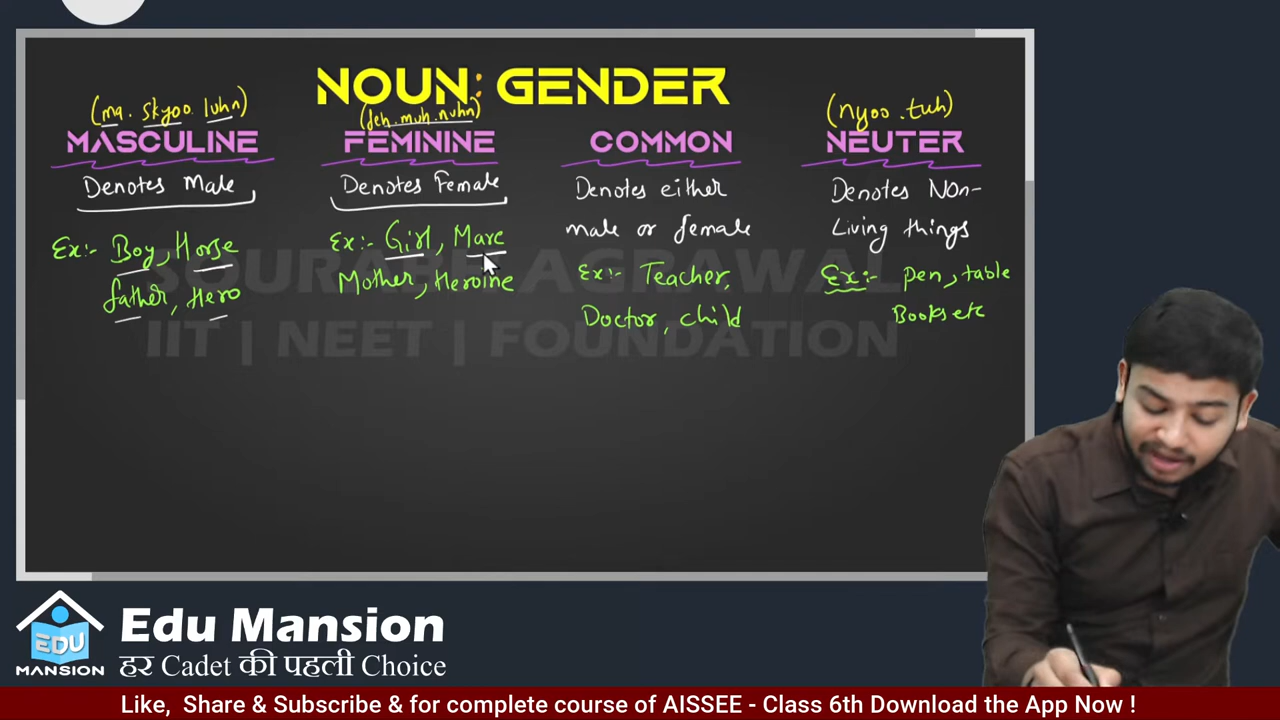 NOUN: GENDER
(ma. skyoo luhn)
MASCULINE
Denotes Male
Ex:- Boy, Horse
father, Hero
(feh.muh.nuhn)
FEMININE
Denotes Female
Ex:- Girl, Mare
Mother, Heroine
COMMON
Denotes either
male or female
Ex:- Teacher,
Doctor, child
(nyoo.tuh)
NEUTER
Denotes Non-
Living things
Ex:- pen, table
Books etc
SOURABH AGRAWAL
IIT | NEET | FOUNDATION
EDU
MANSION
Edu Mansion
हर Cadet की पहली Choice
Like, Share & Subscribe & for complete course of AISSEE - Class 6th Download the App Now !